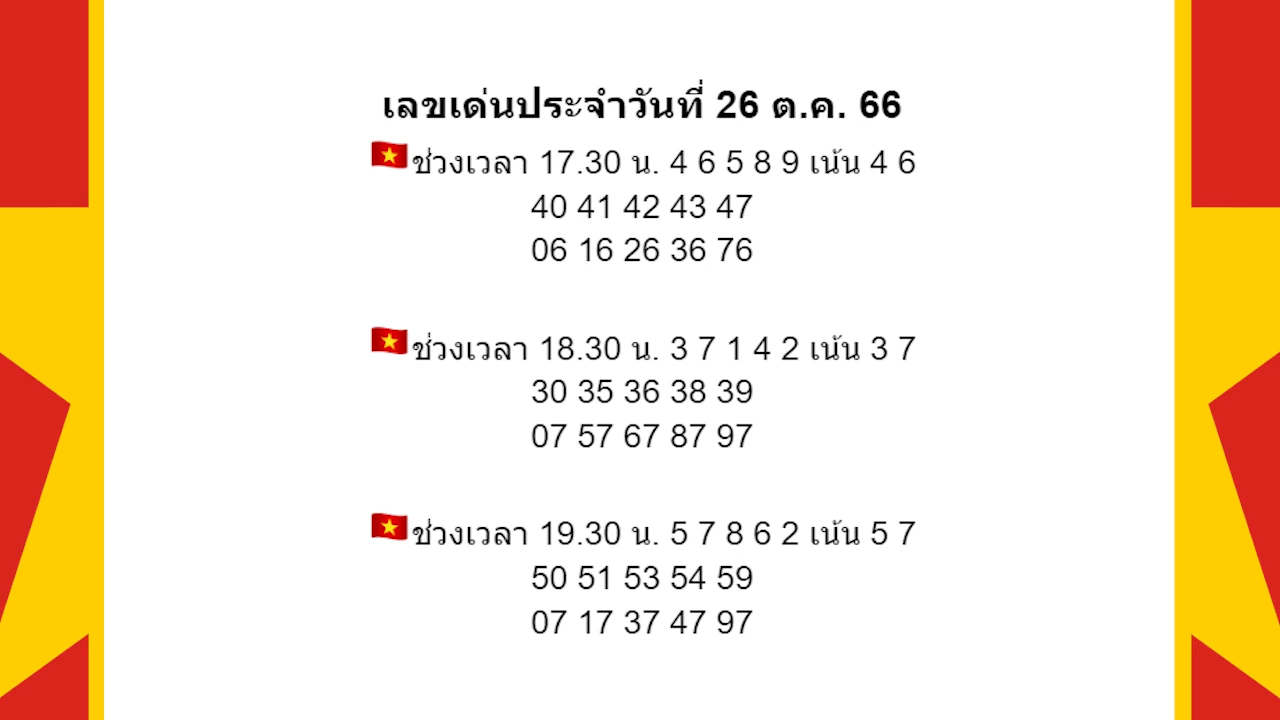 เลขเด่นประจำวันที่ 26 ต.ค. 66
ช่วงเวลา 17.30 น. 4 6 5 8 9 เน้น 4 6
40 41 42 43 47
06 16 26 36 76
ช่วงเวลา 18.30 น. 3 7 1 4 2 เน้น 3 7
30 35 36 38 39
07 57 67 87 97
ช่วงเวลา 19.30 น. 5 7 8 6 2 เน้น 5 7
50 51 53 54 59
07 17 37 47 97